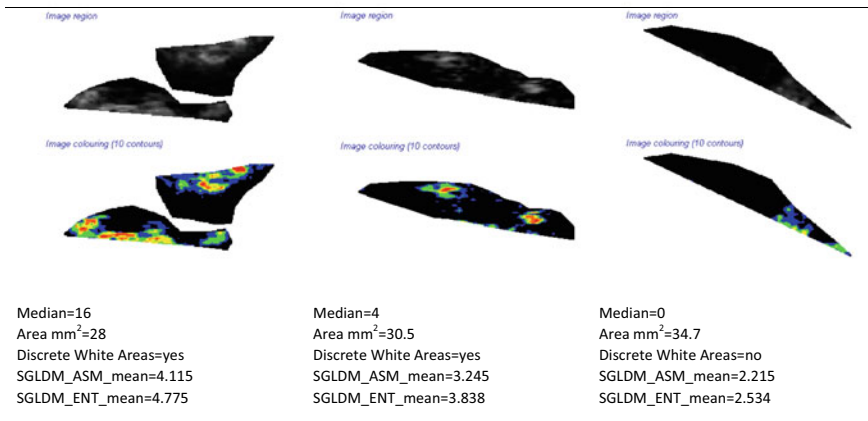 Image region
Image region
Image region
Image colouring (10 contours)
Image colouring (10 contours)
Image colouring (10 contours)
Median=16
Area mm²=28
Discrete White Areas=yes
SGLDM_ASM_mean=4.115
SGLDM_ENT_mean=4.775
Median=4
Area mm²=30.5
Discrete White Areas=yes
SGLDM_ASM_mean=3.245
SGLDM_ENT_mean=3.838
Median=0
Area mm²=34.7
Discrete White Areas=no
SGLDM_ASM_mean=2.215
SGLDM_ENT_mean=2.534